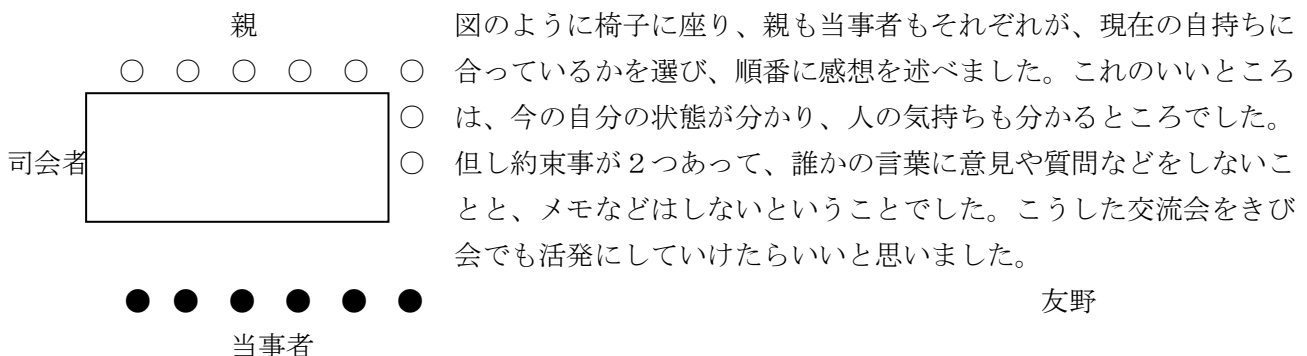 親
○ ○ ○ ○ ○ ○
○
司会者 ○
● ● ● ● ● ●
当事者
図のように椅子に座り、親も当事者もそれぞれが、現在の自持ちに
合っているかを選び、順番に感想を述べました。これのいいところ
は、今の自分の状態が分かり、人の気持ちも分かるところでした。
但し約束事が２つあって、誰かの言葉に意見や質問などをしないこ
とと、メモなどはしないということでした。こうした交流会をきび
会でも活発にしていけたらいいと思いました。
友野